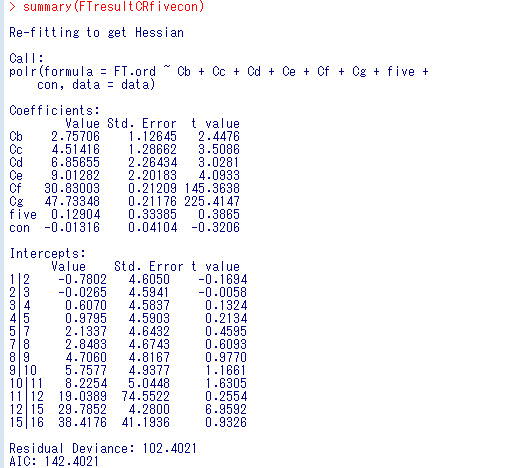 > summary(FTresultCRfivecon)
Re-fitting to get Hessian
Call:
polr(formula = FT.ord ~ Cb + Cc + Cd + Ce + Cf + Cg + five +
    con, data = data)
Coefficients:
        Value Std. Error  t value
Cb    2.75706    1.12645   2.4476
Cc    4.51416    1.28662   3.5086
Cd    6.85655    2.26434   3.0281
Ce    9.01282    2.20183   4.0933
Cf   30.83003    0.21209 145.3638
Cg   47.73348    0.21176 225.4147
five  0.12904    0.33385   0.3865
con  -0.01316    0.04104  -0.3206
Intercepts:
      Value   Std. Error t value
1|2   -0.7802  4.6050    -0.1694
2|3   -0.0265  4.5941    -0.0058
3|4    0.6070  4.5837     0.1324
4|5    0.9795  4.5903     0.2134
5|7    2.1337  4.6432     0.4595
7|8    2.8483  4.6743     0.6093
8|9    4.7060  4.8167     0.9770
9|10   5.7577  4.9377     1.1661
10|11  8.2254  5.0448     1.6305
11|12 19.0389 74.5522     0.2554
12|15 29.7852  4.2800     6.9592
15|16 38.4176 41.1936     0.9326
Residual Deviance: 102.4021
AIC: 142.4021